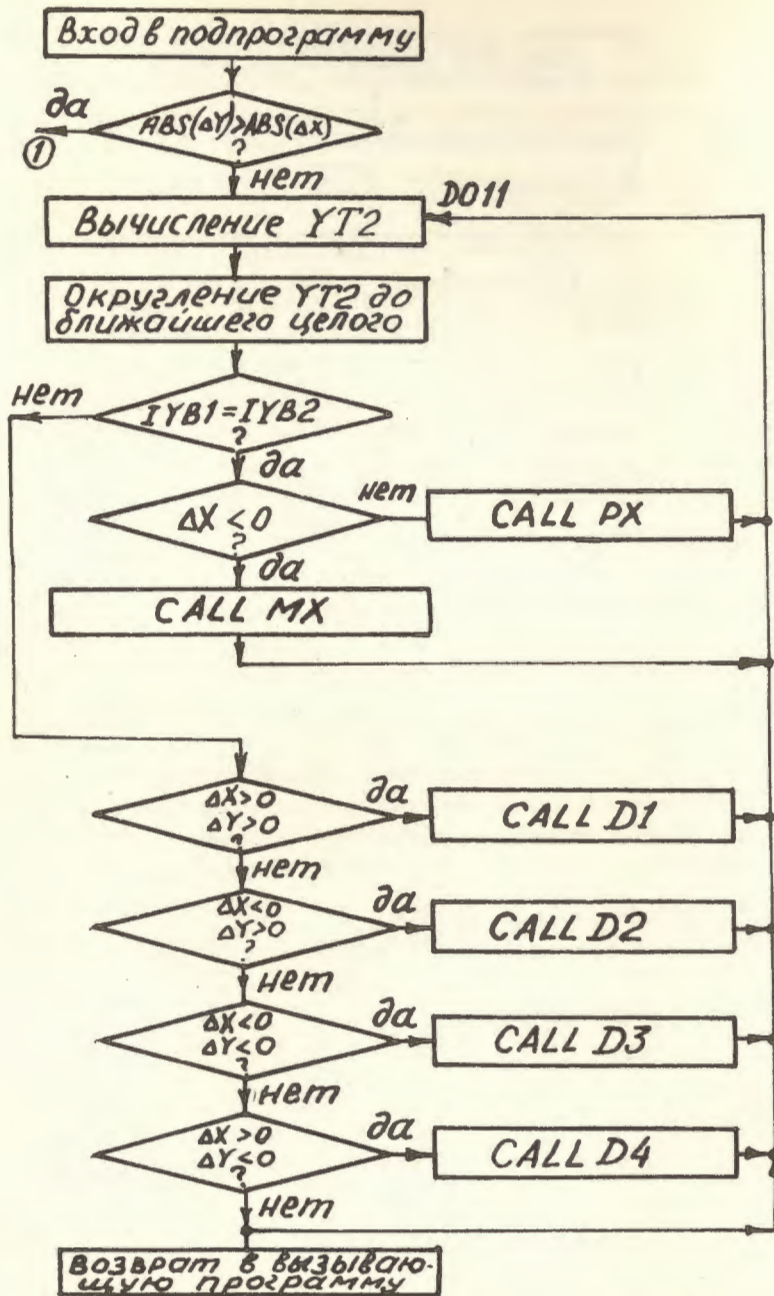 Вход в подпрограмму
да
ABS(ΔY)>ABS(ΔX)
?
①
нет
DO11
Вычисление YT2
Округление YT2 до
ближайшего целого
нет
IYB1=IYB2
?
да
ΔX<0
?
нет
CALL PX
да
CALL MX
ΔX>0
ΔY>0
?
да
CALL D1
нет
ΔX<0
ΔY>0
?
да
CALL D2
нет
ΔX<0
ΔY<0
?
да
CALL D3
нет
ΔX>0
ΔY<0
?
да
CALL D4
нет
Возврат в вызываю-
щую программу